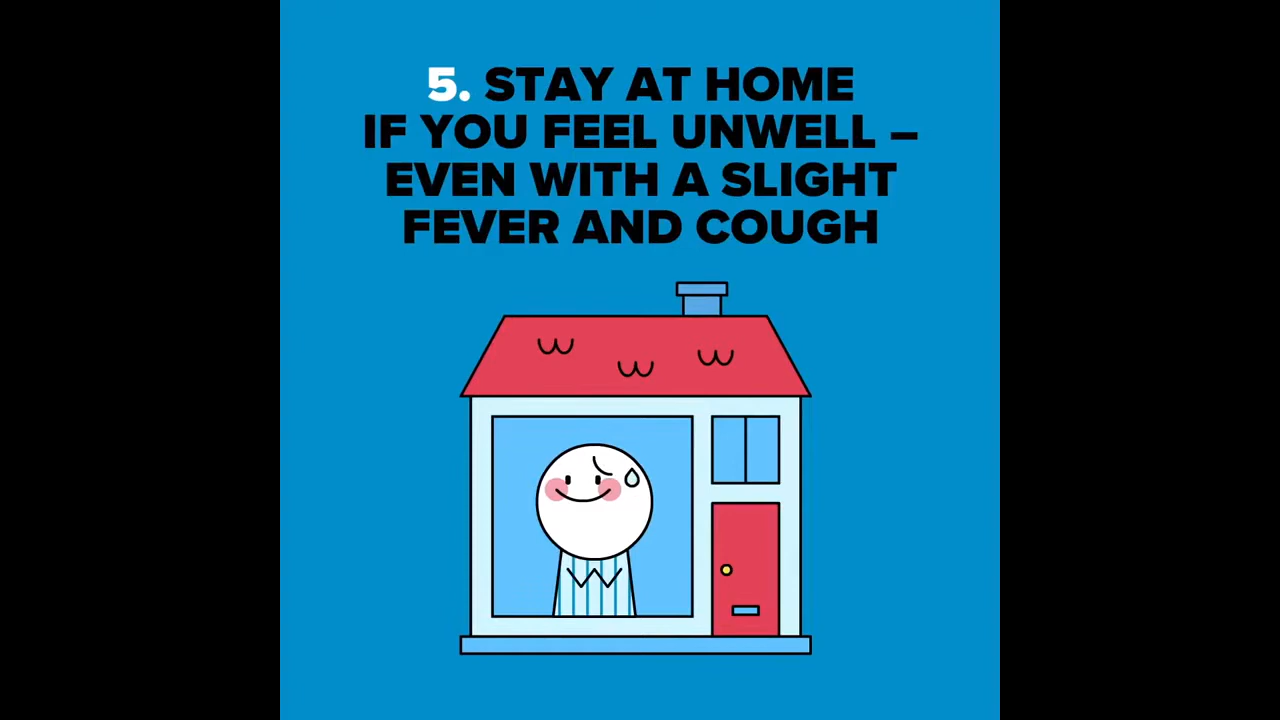 5. STAY AT HOME
IF YOU FEEL UNWELL –
EVEN WITH A SLIGHT
FEVER AND COUGH